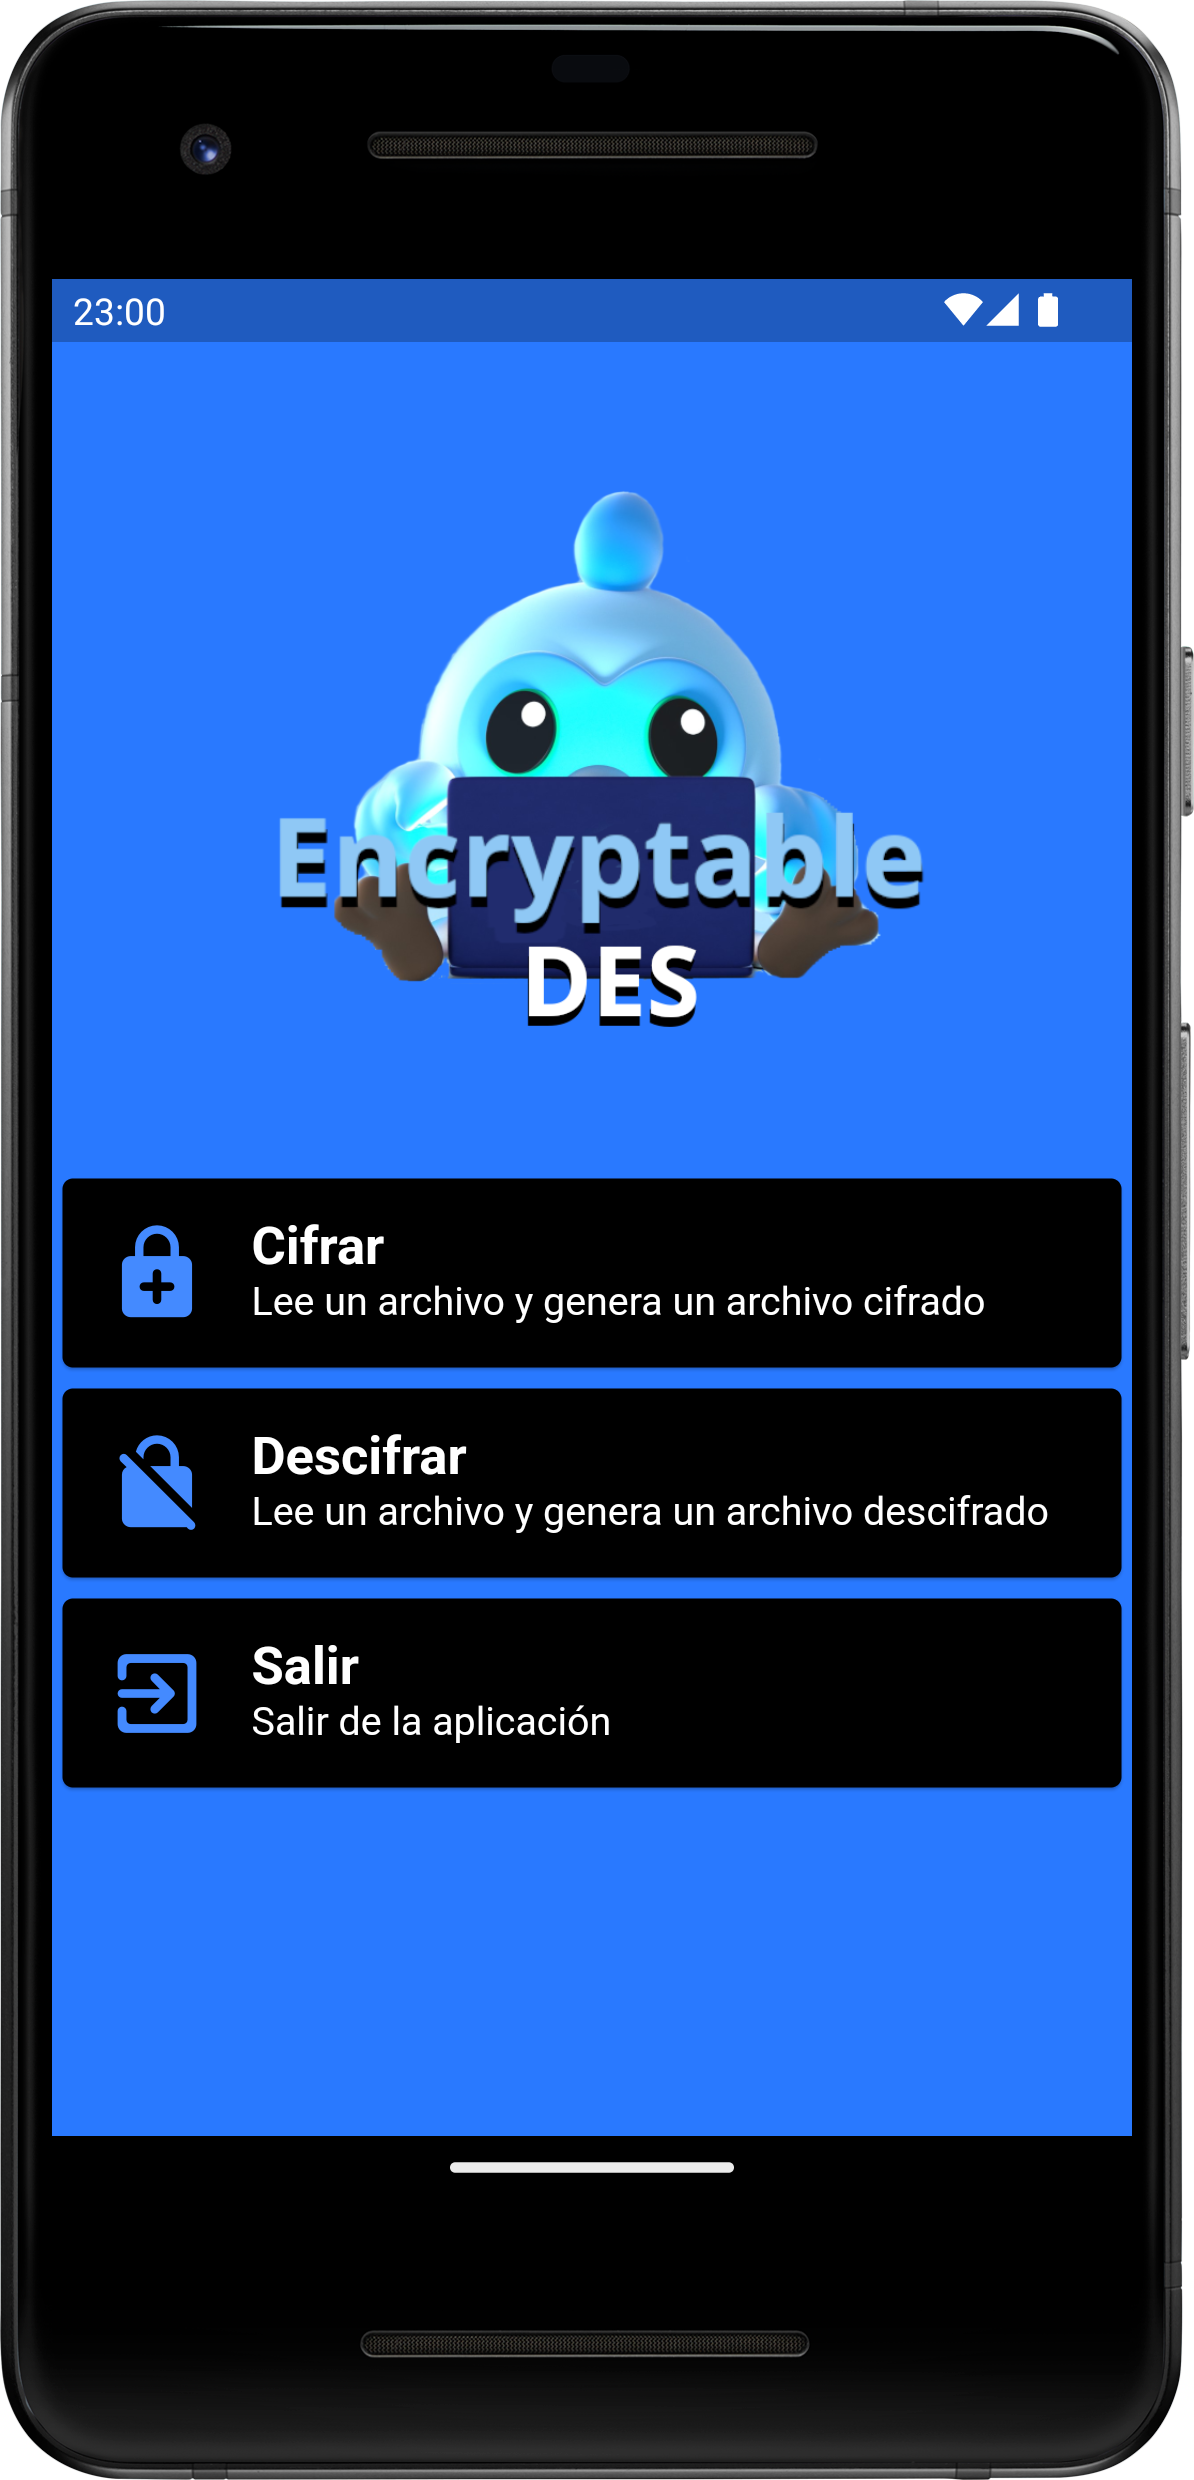 23:00
Encryptable
DES
Cifrar
Lee un archivo y genera un archivo cifrado
Descifrar
Lee un archivo y genera un archivo descifrado
Salir
Salir de la aplicación